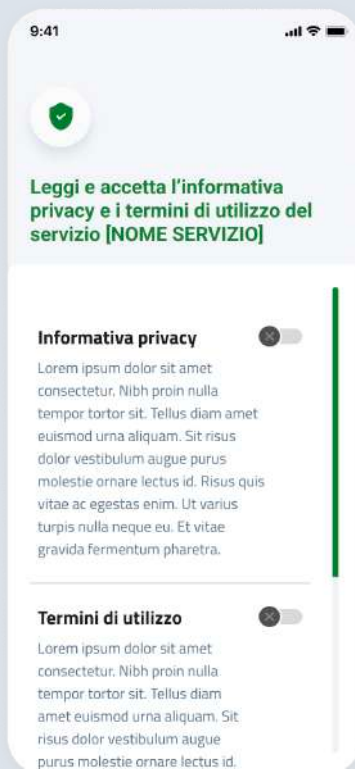 9:41
Leggi e accetta l'informativa
privacy e i termini di utilizzo del
servizio [NOME SERVIZIO]
Informativa privacy
Lorem ipsum dolor sit amet
consectetur. Nibh proin nulla
tempor tortor sit. Tellus diam amet
euismod urna aliquam. Sit risus
dolor vestibulum augue purus
molestie ornare lectus id. Risus quis
vitae ac egestas enim. Ut varius
turpis nulla neque eu. Et vitae
gravida fermentum pharetra.
Termini di utilizzo
Lorem ipsum dolor sit amet
consectetur. Nibh proin nulla
tempor tortor sit. Tellus diam
amet euismod urna aliquam. Sit
risus dolor vestibulum augue
purus molestie ornare lectus id.